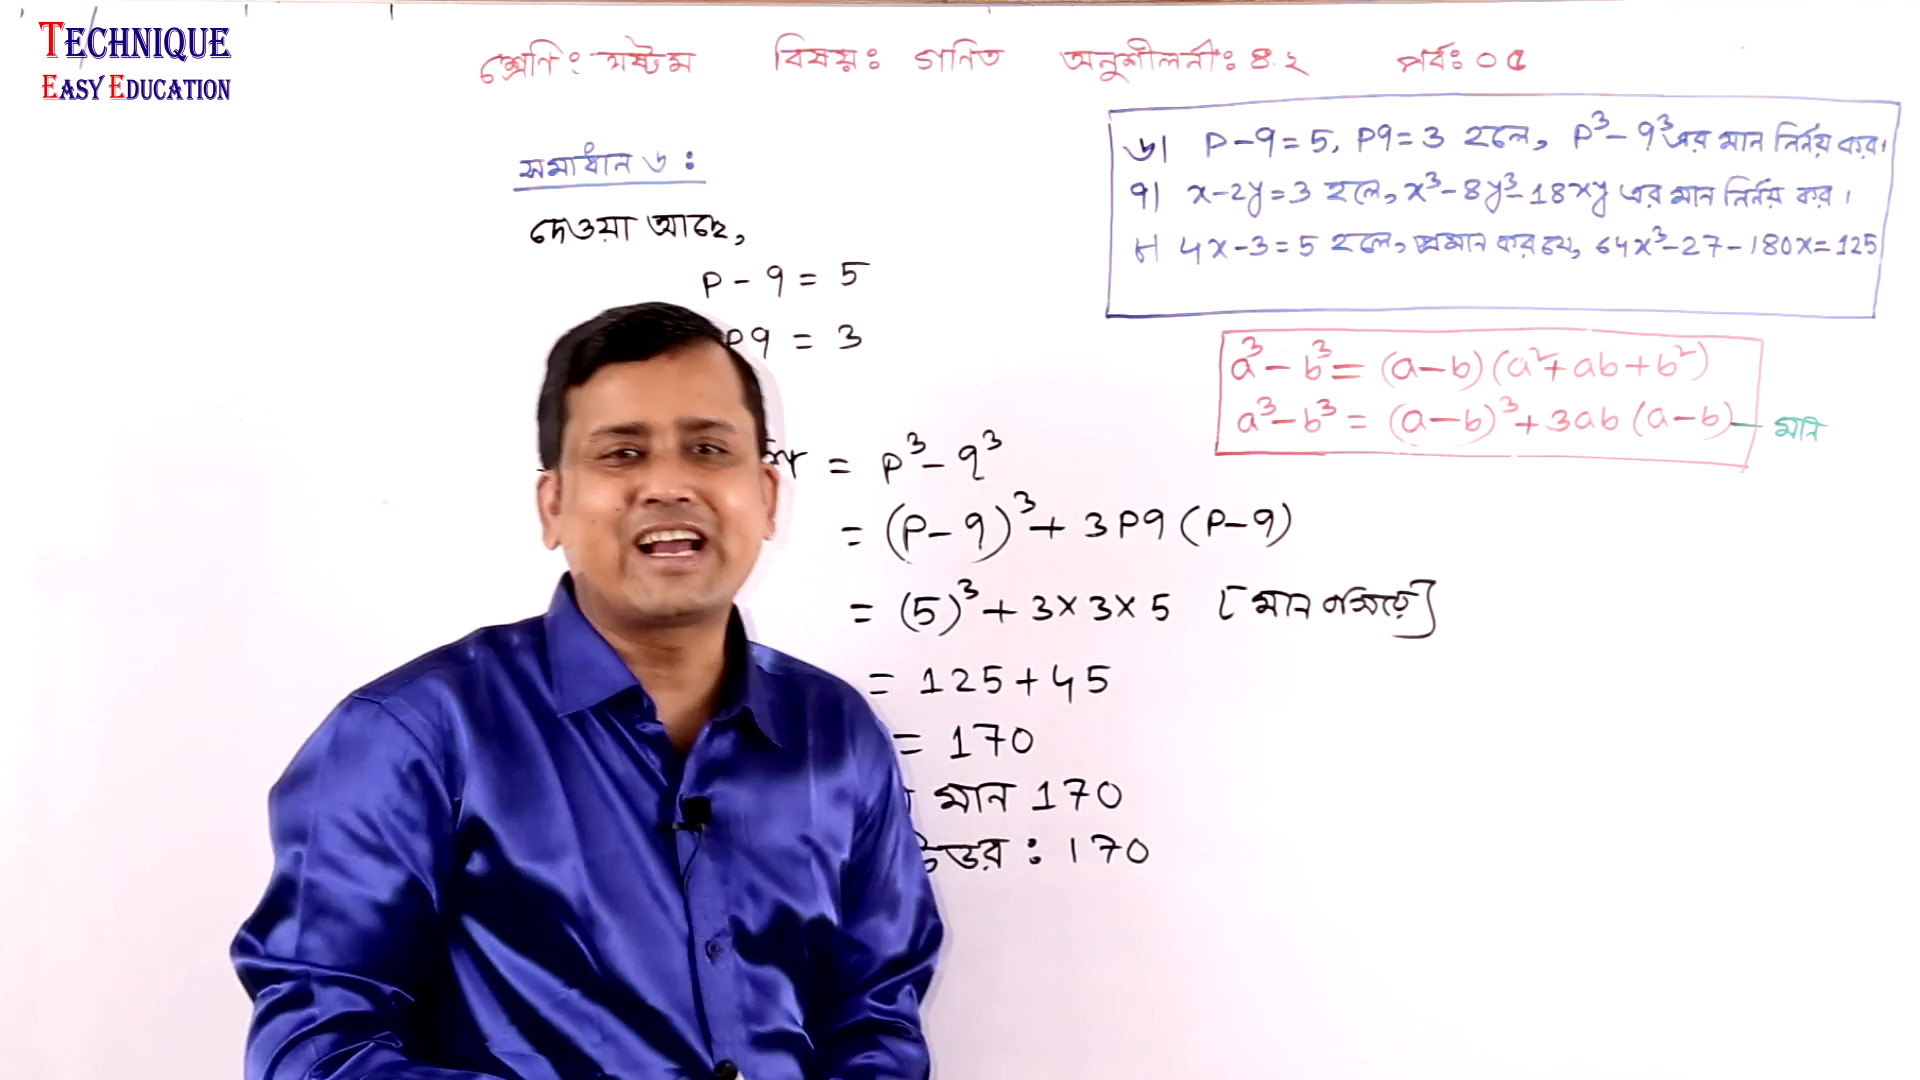 TECHNIQUE
EASY EDUCATION
শ্রেণি: অষ্টম বিষয়: গনিত অনুশীলনী: ৪.২ পর্ব: ০৫
৬। P-q=5, Pq=3 হলে, P³-q³ এর মান নির্নয় কর।
৭। x-2y=3 হলে, x³-8y³-18xy এর মান নির্নয় কর।
৮। 4x-3=5 হলে, প্রমান কর যে, 64x³-27-180x=125
a³-b³=(a-b)(a²+ab+b²)
a³-b³=(a-b)³+3ab(a-b)- মান
সমাধান ৬:
দেওয়া আছে,
P-q=5
Pq=3
= P³-q³
=(P-q)³+3Pq(P-q)
=(5)³+3×3×5 [মান বসিয়ে]
=125+45
=170
মান 170
উত্তর: 170